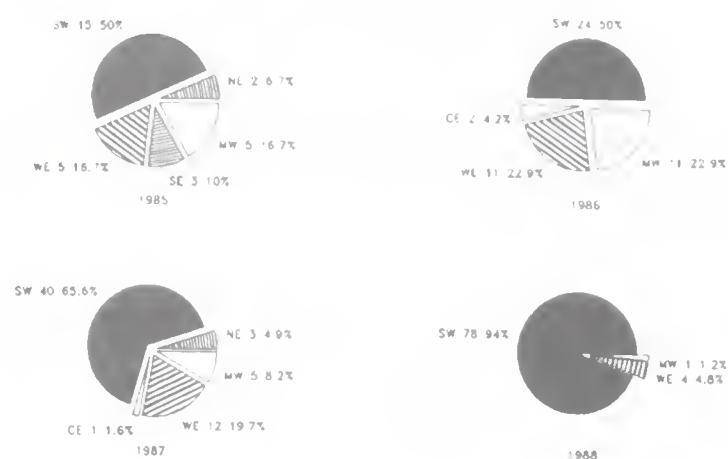 SW 15 50%
NE 2 6.7%
MW 5 16.7%
SE 3 10%
WE 5 16.7%
1985
SW 24 50%
CE 2 4.2%
WE 11 22.9%
MW 11 22.9%
1986
SW 40 65.6%
NE 3 4.9%
MW 5 8.2%
WE 12 19.7%
CE 1 1.6%
1987
SW 78 94%
MW 1 1.2%
WE 4 4.8%
1988